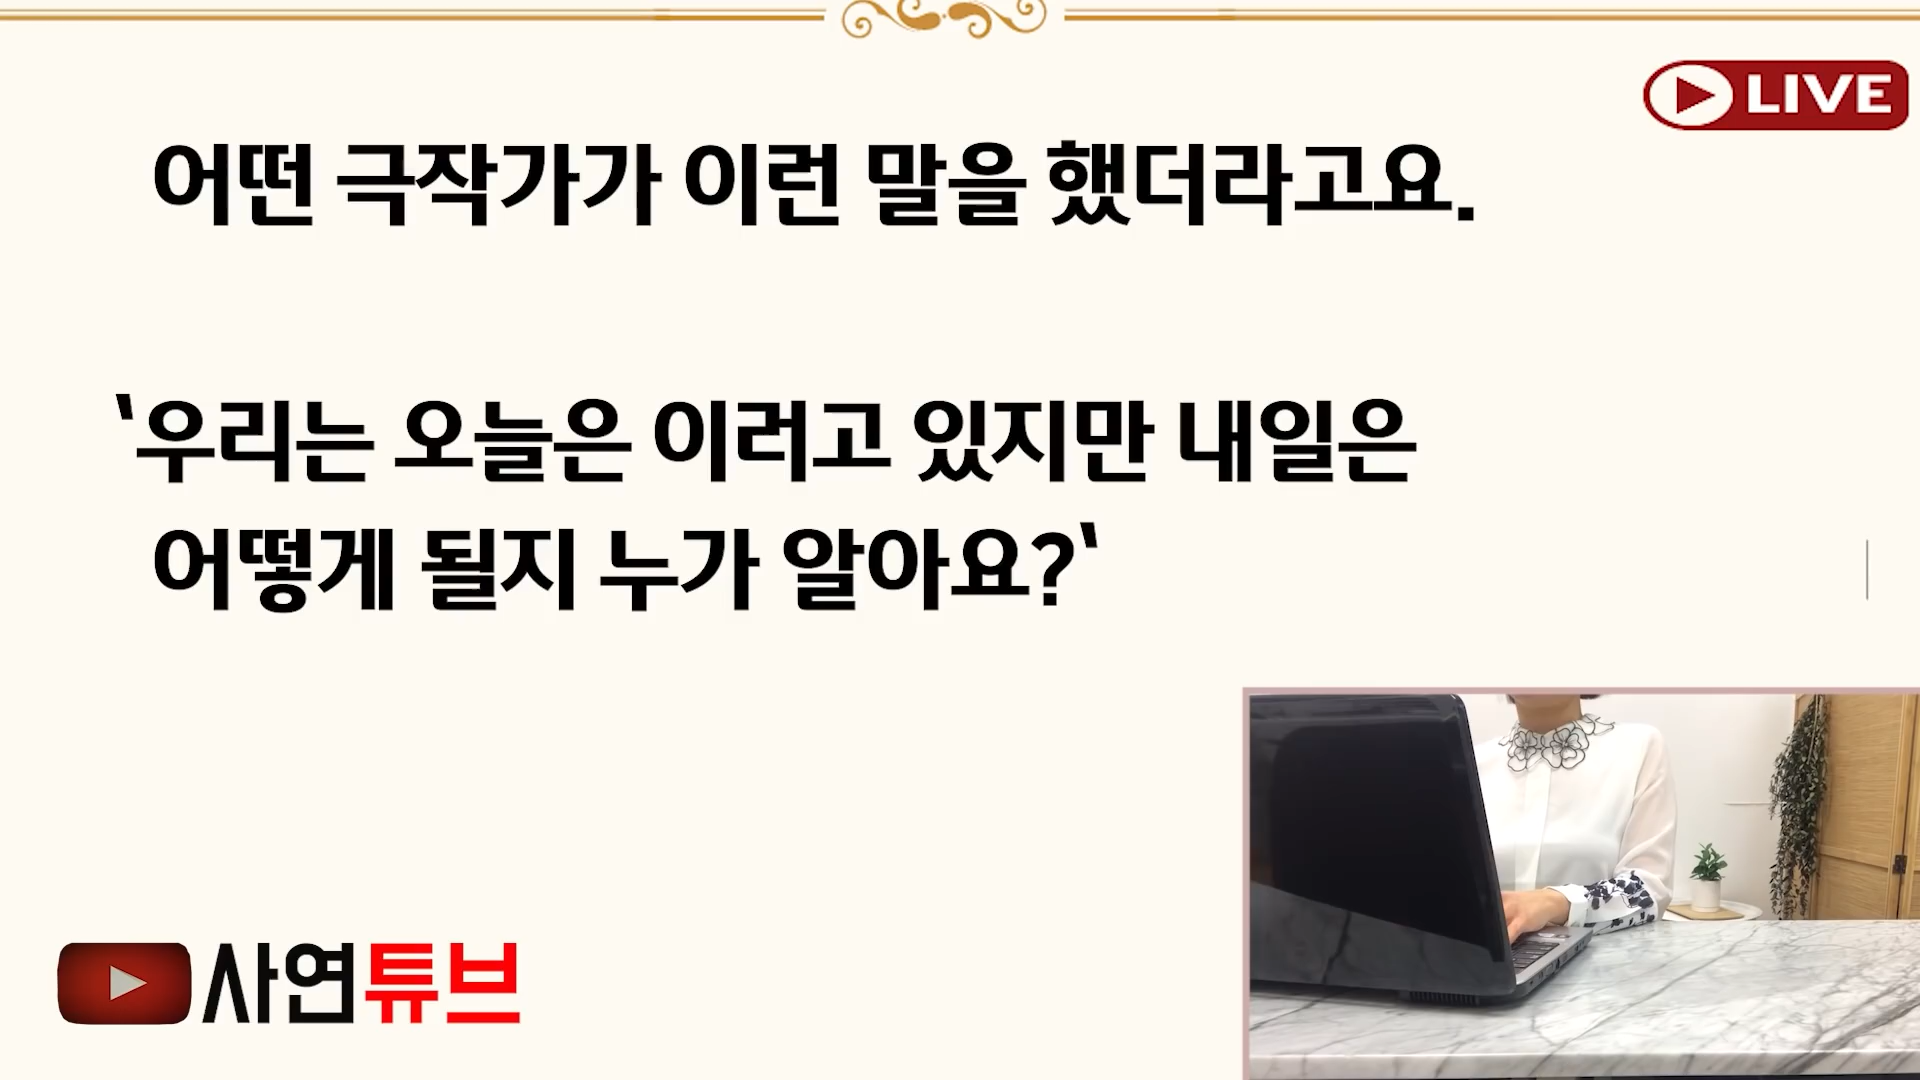 LIVE
어떤 극작가가 이런 말을 했더라고요.
‵우리는 오늘은 이러고 있지만 내일은
어떻게 될지 누가 알아요?‵
사연튜브